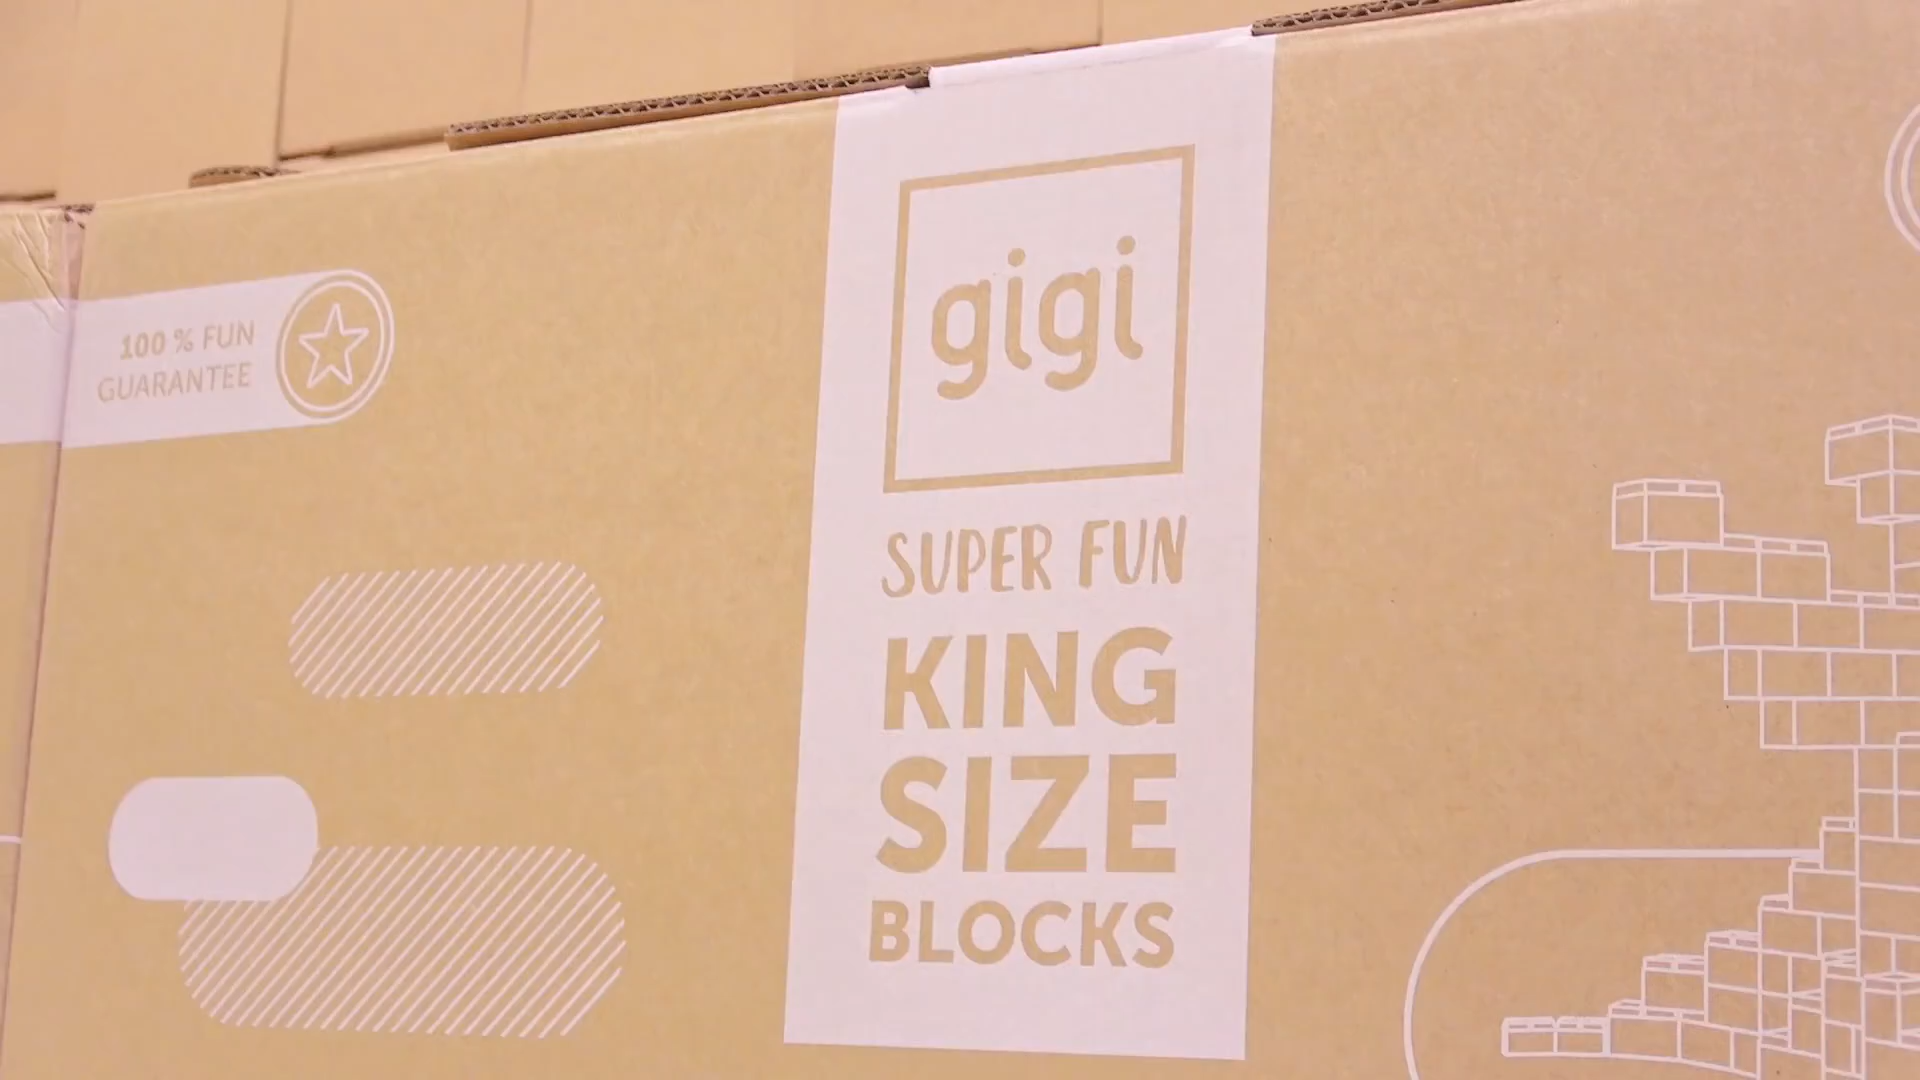 100 % FUN
GUARANTEE
gigi
SUPER FUN
KING
SIZE
BLOCKS